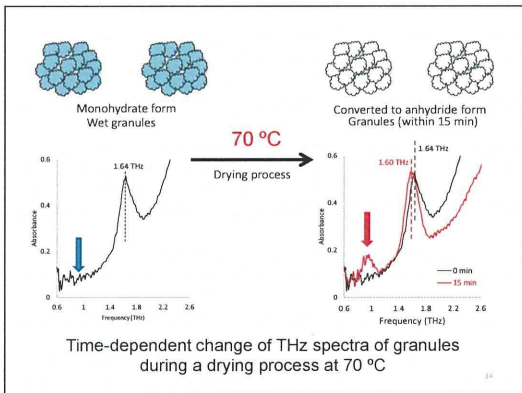 Monohydrate form
Wet granules
70 ºC
Drying process
Converted to anhydride form
Granules (within 15 min)
0.6
0.4
0.2
0
Absorbance
1.64 THz
0.6 1 1.4 1.8 2.2 2.6
Frequency (THz)
0.6
0.4
0.2
0
Absorbance
1.64 THz
1.60 THz
0 min
15 min
0.6 1 1.4 1.8 2.2 2.6
Frequency (THz)
Time-dependent change of THz spectra of granules
during a drying process at 70 ºC